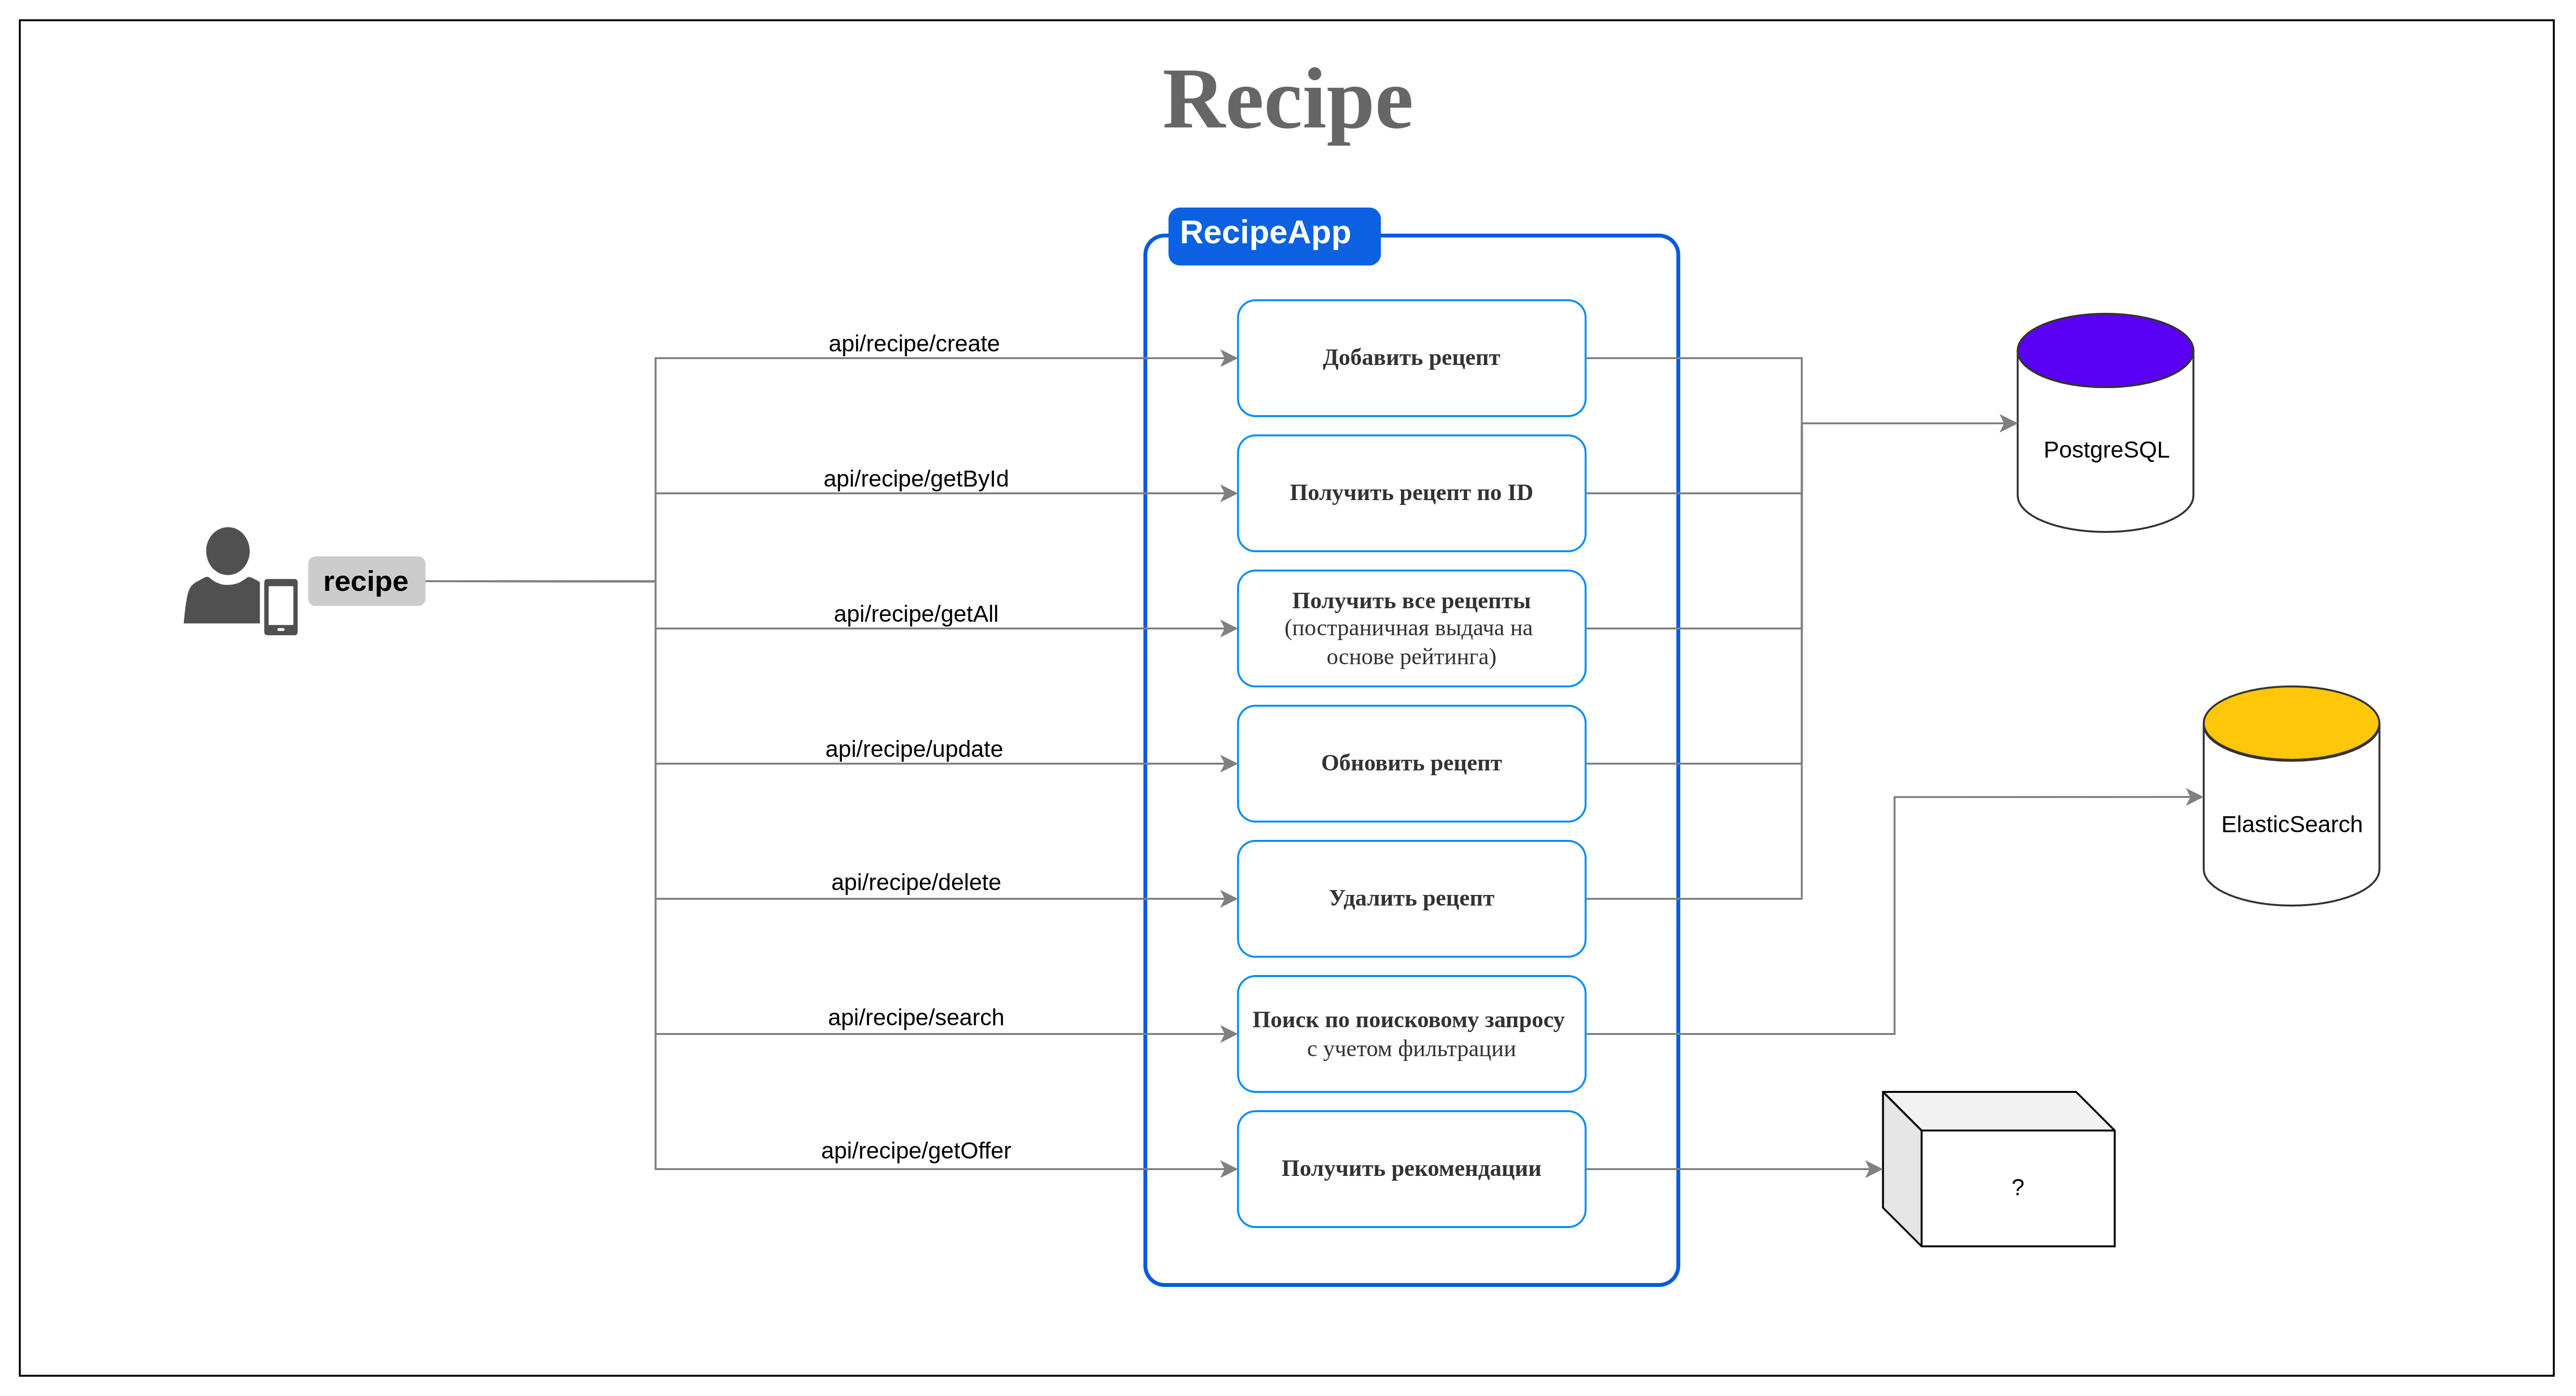 Recipe
RecipeApp
api/recipe/create
Добавить рецепт
PostgreSQL
api/recipe/getById
Получить рецепт по ID
recipe
api/recipe/getAll
Получить все рецепты
(постраничная выдача на
основе рейтинга)
api/recipe/update
Обновить рецепт
ElasticSearch
api/recipe/delete
Удалить рецепт
api/recipe/search
Поиск по поисковому запросу
с учетом фильтрации
api/recipe/getOffer
Получить рекомендации
?